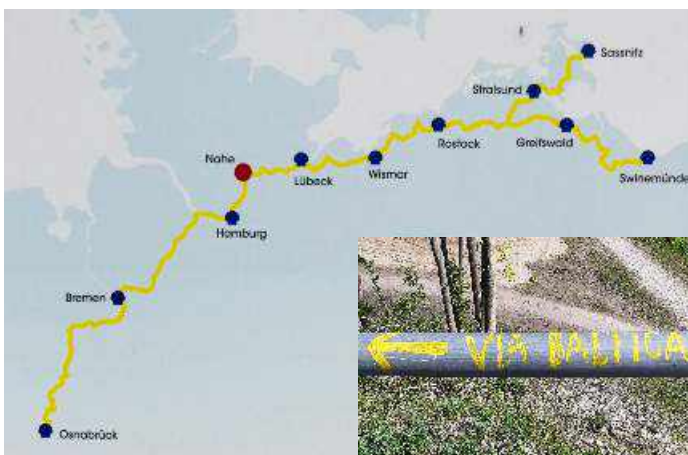 Sassnitz
Stralsund
Rostock
Greifswald
Nahe
Lübeck
Wismar
Swinemünde
Hamburg
Bremen
Osnabrück
VIA BALTICA